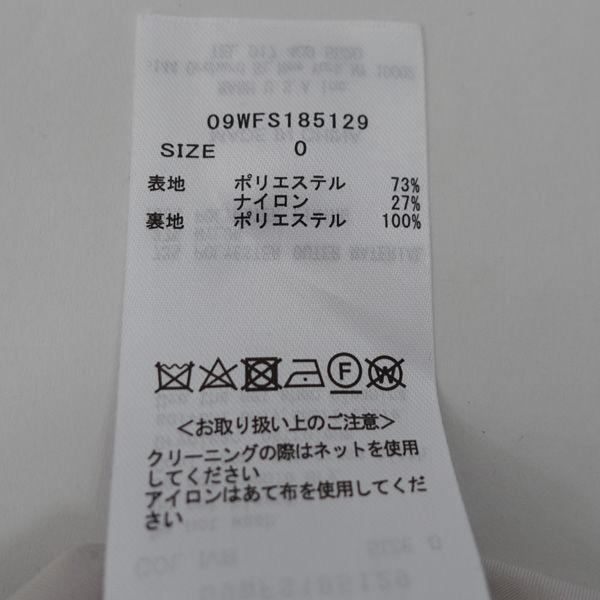 09WFS185129
SIZE 0
表地 ポリエステル 73%
ナイロン 27%
裏地 ポリエステル 100%
F
W
＜お取り扱い上のご注意＞
クリーニングの際はネットを使用
してください
アイロンはあて布を使用してくだ
さい